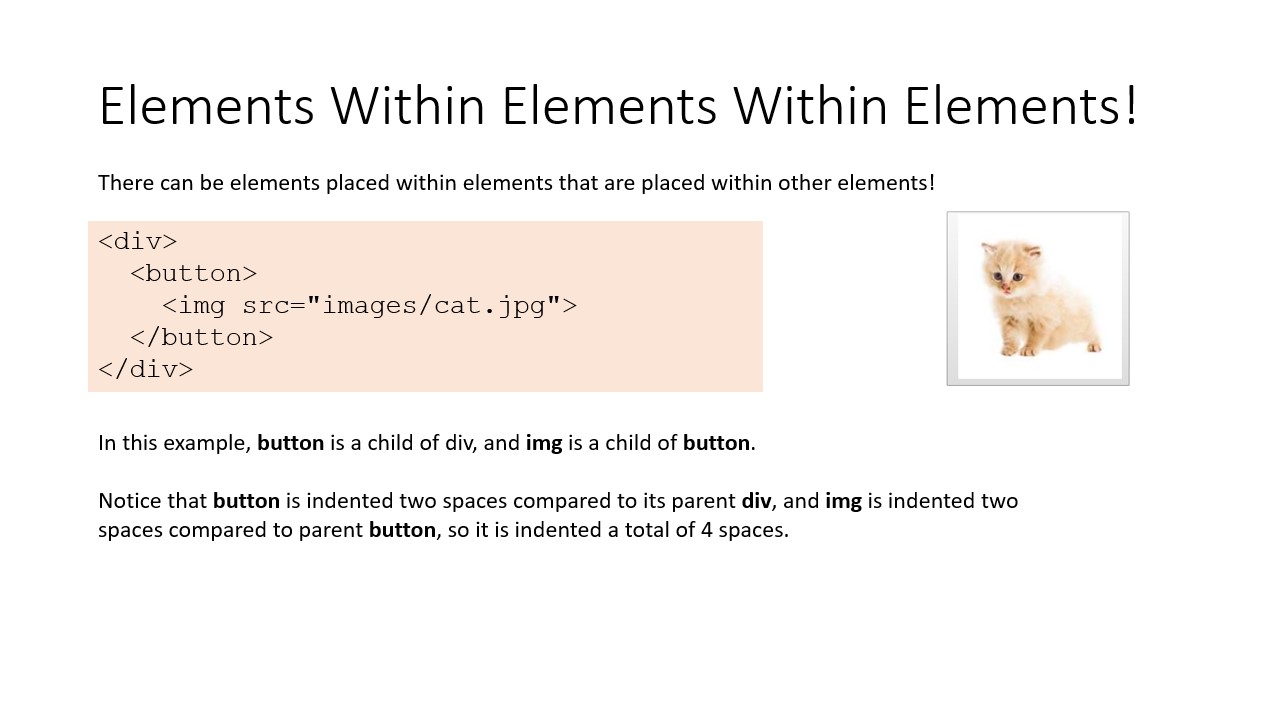 Elements Within Elements Within Elements!
There can be elements placed within elements that are placed within other elements!
<div>
  <button>
    <img src="images/cat.jpg">
  </button>
</div>
In this example, button is a child of div, and img is a child of button.
Notice that button is indented two spaces compared to its parent div, and img is indented two
spaces compared to parent button, so it is indented a total of 4 spaces.